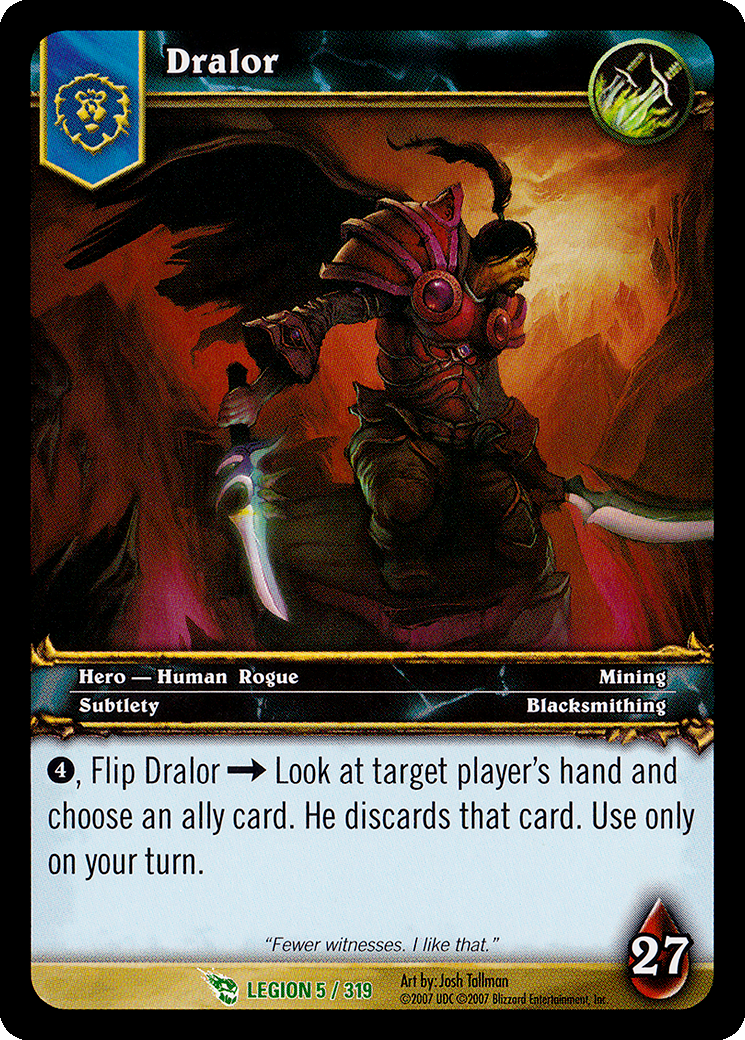 Dralor
Hero — Human Rogue
Mining
Subtlety
Blacksmithing
4, Flip Dralor → Look at target player's hand and
choose an ally card. He discards that card. Use only
on your turn.
"Fewer witnesses. I like that."
27
LEGION 5 / 319
Art by: Josh Tallman
©2007 UDC ©2007 Blizzard Entertainment, Inc.